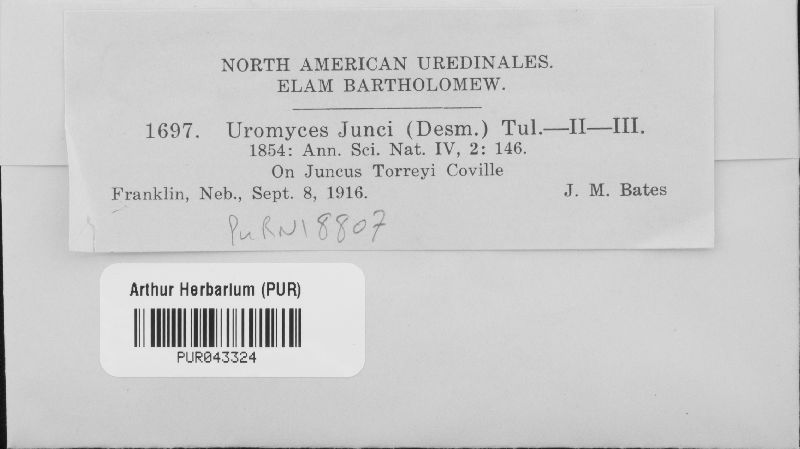 NORTH AMERICAN UREDINALES.
ELAM BARTHOLOMEW.
1697. Uromyces Junci (Desm.) Tul.—II—III.
1854: Ann. Sci. Nat. IV, 2: 146.
On Juncus Torreyi Coville
Franklin, Neb., Sept. 8, 1916. J. M. Bates
PURN18807
Arthur Herbarium (PUR)
PUR043324